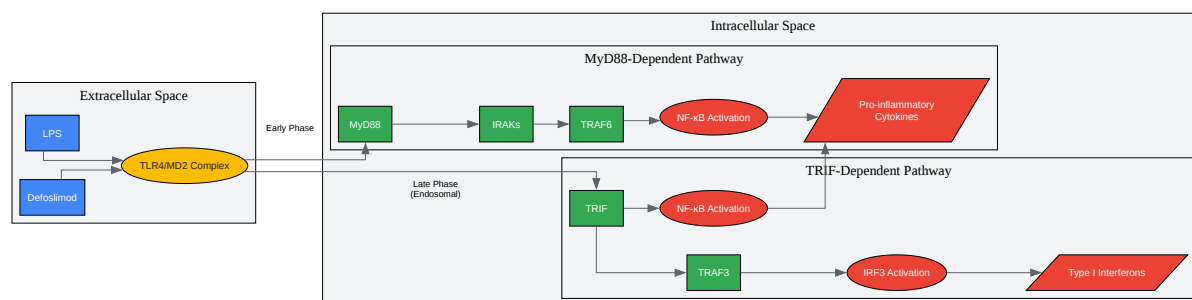 Intracellular Space
MyD88-Dependent Pathway
Extracellular Space
LPS
Defoslimod
TLR4/MD2 Complex
Early Phase
Late Phase
(Endosomal)
MyD88
IRAKs
TRAF6
NF-κB Activation
Pro-inflammatory
Cytokines
TRIF-Dependent Pathway
TRIF
NF-κB Activation
TRAF3
IRF3 Activation
Type I Interferons